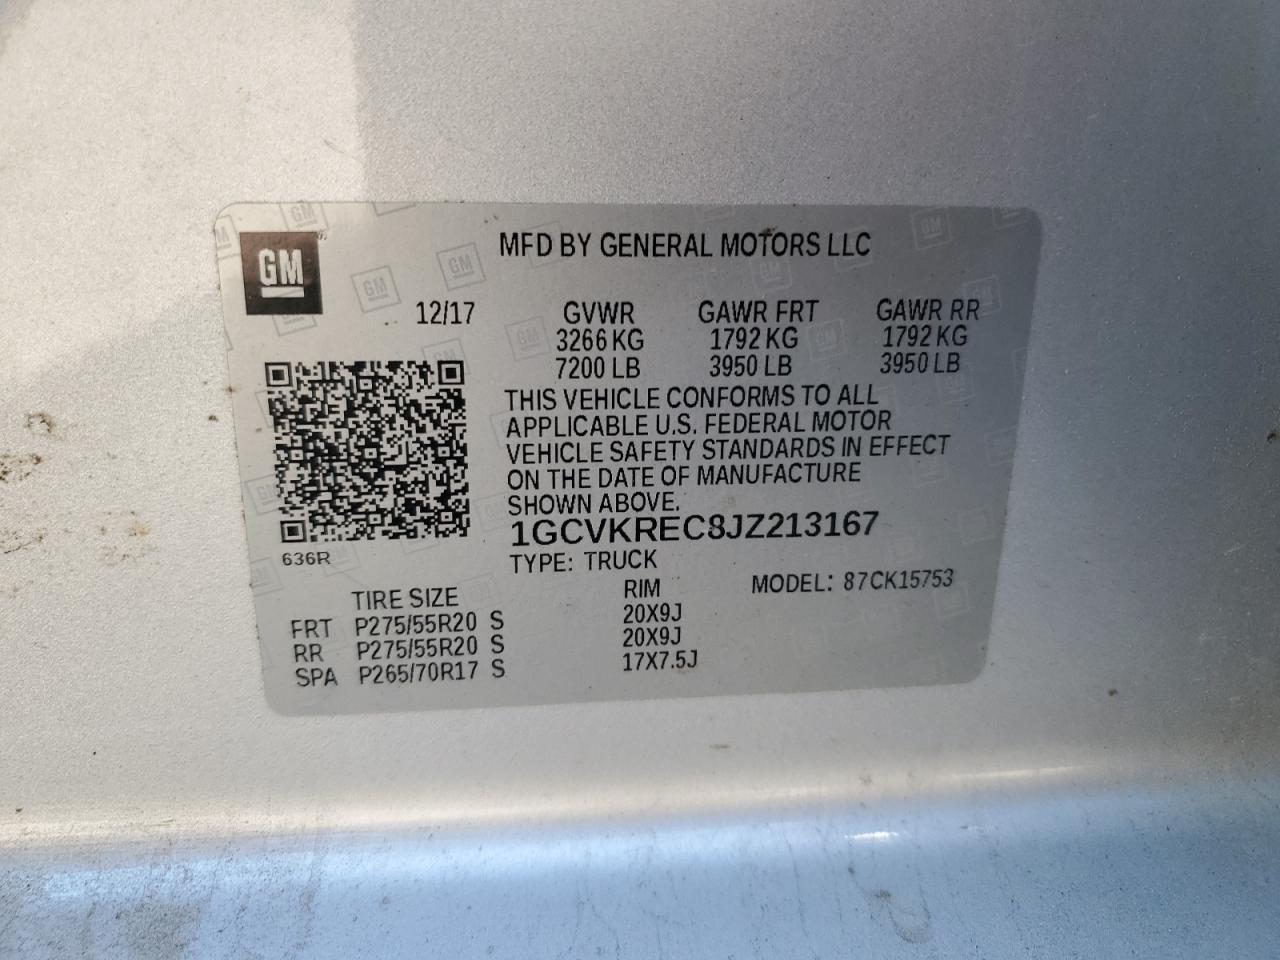 GM
MFD BY GENERAL MOTORS LLC
12/17 GVWR GAWR FRT GAWR RR
3266 KG 1792 KG 1792 KG
7200 LB 3950 LB 3950 LB
THIS VEHICLE CONFORMS TO ALL
APPLICABLE U.S. FEDERAL MOTOR
VEHICLE SAFETY STANDARDS IN EFFECT
ON THE DATE OF MANUFACTURE
SHOWN ABOVE.
1GCVKREC8JZ213167
636R
TYPE: TRUCK
TIRE SIZE RIM MODEL: 87CK15753
FRT P275/55R20 S 20X9J
RR P275/55R20 S 20X9J
SPA P265/70R17 S 17X7.5J